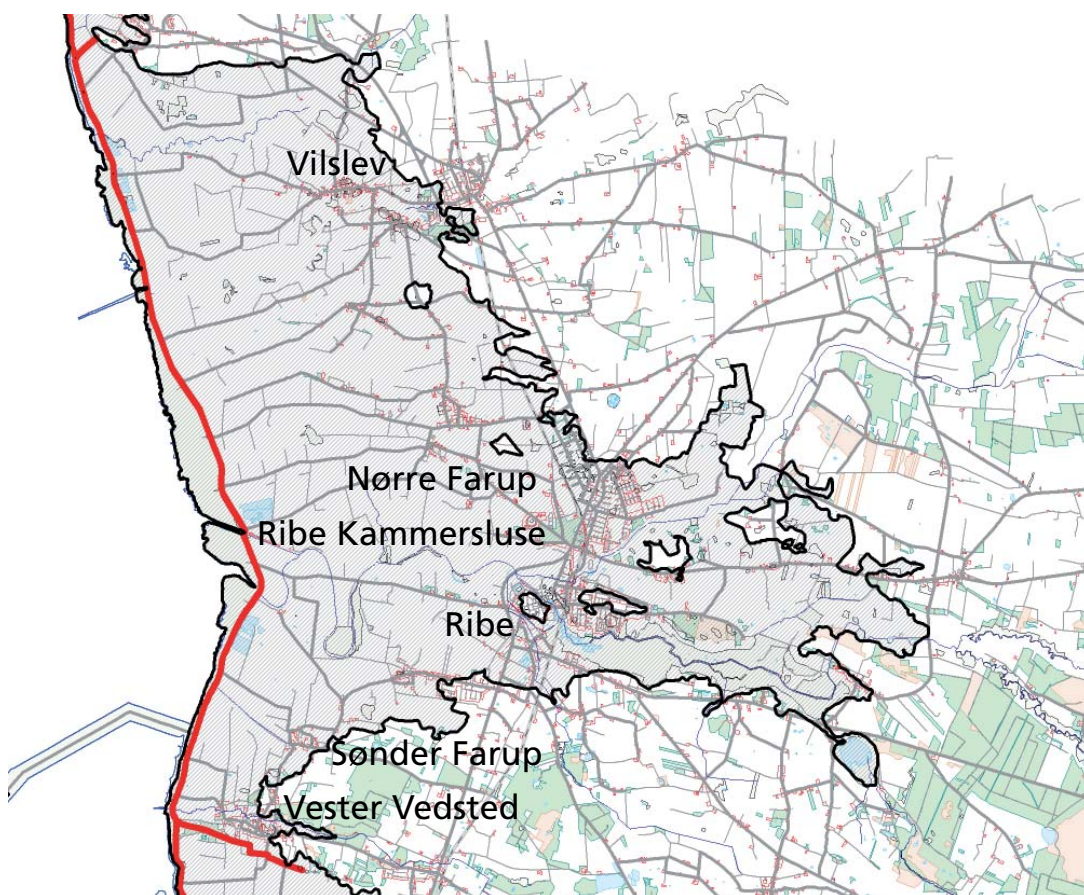 Vilslev
Nørre Farup
Ribe Kammersluse
Ribe
Sønder Farup
Vester Vedsted